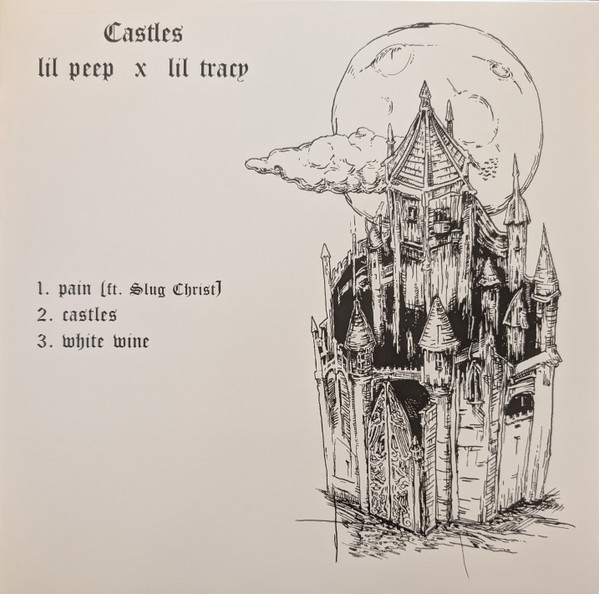 Castles
lil peep x lil tracy
1. pain [ft. Slug Christ]
2. castles
3. white wine